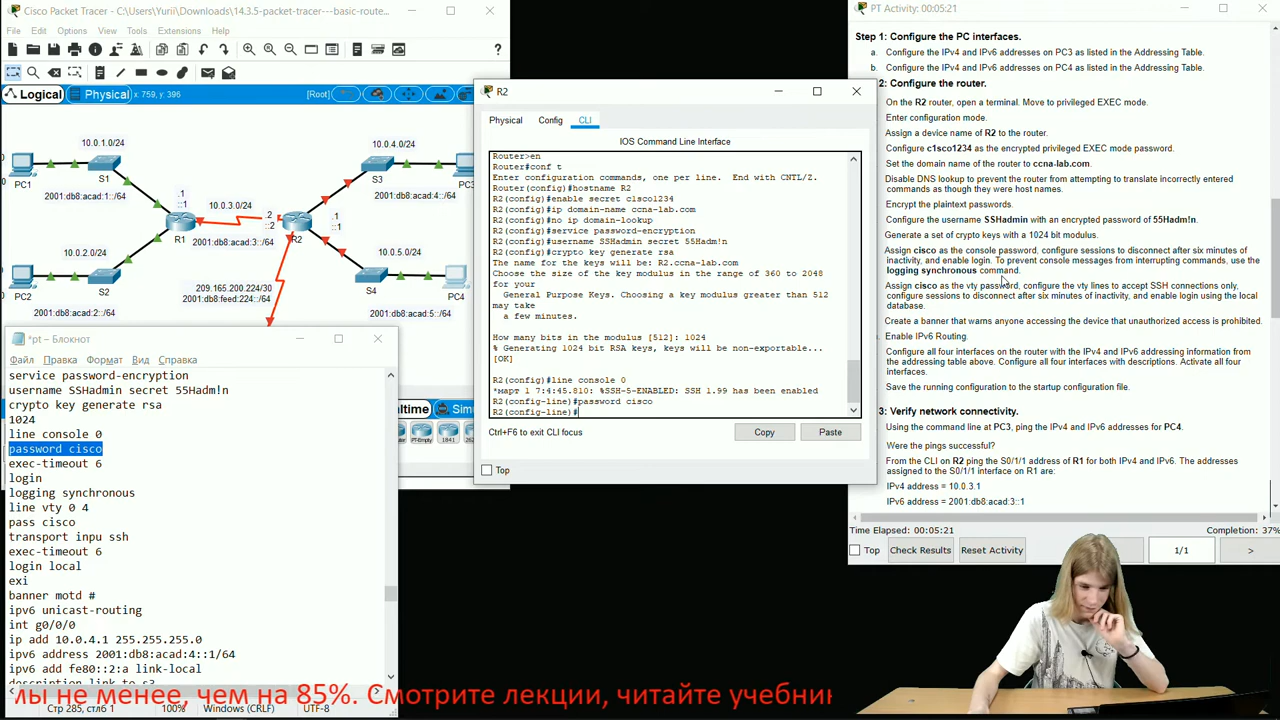 Cisco Packet Tracer - C:\Users\Yurii\Downloads\14.3.5-packet-tracer---basic-route...
File Edit Options View Tools Extensions Help
Logical Physical x: 759, y: 396 [Root]
10.0.1.0/24
PC1
S1
2001:db8:acad:1::/64
10.0.4.0/24
S3
PC3
2001:db8:acad:4::/64
.1
::1
10.0.3.0/24
.2
::2
.1
::1
R1
2001:db8:acad:3::/64
R2
10.0.2.0/24
10.0.5.0/24
PC2
S2
2001:db8:acad:2::/64
209.165.200.224/30
2001:db8:feed:224::/64
S4
PC4
2001:db8:acad:5::/64
altime
Simu
PT-Empty
1841
262
R2
Physical Config CLI
IOS Command Line Interface
Router>en
Router#conf t
Enter configuration commands, one per line. End with CNTL/Z.
Router(config)#hostname R2
R2(config)#enable secret c1sco1234
R2(config)#ip domain-name ccna-lab.com
R2(config)#no ip domain-lookup
R2(config)#service password-encryption
R2(config)#username SSHadmin secret 55Hadm!n
R2(config)#crypto key generate rsa
The name for the keys will be: R2.ccna-lab.com
Choose the size of the key modulus in the range of 360 to 2048
for your
General Purpose Keys. Choosing a key modulus greater than 512
may take
a few minutes.
How many bits in the modulus [512]: 1024
% Generating 1024 bit RSA keys, keys will be non-exportable...
[OK]
R2(config)#line console 0
*март 1 7:4:45.810: %SSH-5-ENABLED: SSH 1.99 has been enabled
R2(config-line)#password cisco
R2(config-line)#
Ctrl+F6 to exit CLI focus
Copy
Paste
Top
*pt – Блокнот
Файл Правка Формат Вид Справка
service password-encryption
username SSHadmin secret 55Hadm!n
crypto key generate rsa
1024
line console 0
password cisco
exec-timeout 6
login
logging synchronous
line vty 0 4
pass cisco
transport inpu ssh
exec-timeout 6
login local
exi
banner motd #
ipv6 unicast-routing
int g0/0/0
ip add 10.0.4.1 255.255.255.0
ipv6 address 2001:db8:acad:4::1/64
ipv6 add fe80::2:a link-local
description link to s3
Стр 285, стлб 1 100% Windows (CRLF) UTF-8
PT Activity: 00:05:21
Step 1: Configure the PC interfaces.
a. Configure the IPv4 and IPv6 addresses on PC3 as listed in the Addressing Table.
b. Configure the IPv4 and IPv6 addresses on PC4 as listed in the Addressing Table.
2: Configure the router.
On the R2 router, open a terminal. Move to privileged EXEC mode.
Enter configuration mode.
Assign a device name of R2 to the router.
Configure c1sco1234 as the encrypted privileged EXEC mode password.
Set the domain name of the router to ccna-lab.com.
Disable DNS lookup to prevent the router from attempting to translate incorrectly entered
commands as though they were host names.
Encrypt the plaintext passwords.
Configure the username SSHadmin with an encrypted password of 55Hadm!n.
Generate a set of crypto keys with a 1024 bit modulus.
Assign cisco as the console password, configure sessions to disconnect after six minutes of
inactivity, and enable login. To prevent console messages from interrupting commands, use the
logging synchronous command.
Assign cisco as the vty password, configure the vty lines to accept SSH connections only,
configure sessions to disconnect after six minutes of inactivity, and enable login using the local
database.
Create a banner that warns anyone accessing the device that unauthorized access is prohibited.
Enable IPv6 Routing.
Configure all four interfaces on the router with the IPv4 and IPv6 addressing information from
the addressing table above. Configure all four interfaces with descriptions. Activate all four
interfaces.
Save the running configuration to the startup configuration file.
3: Verify network connectivity.
Using the command line at PC3, ping the IPv4 and IPv6 addresses for PC4.
Were the pings successful?
From the CLI on R2 ping the S0/1/1 address of R1 for both IPv4 and IPv6. The addresses
assigned to the S0/1/1 interface on R1 are:
IPv4 address = 10.0.3.1
IPv6 address = 2001:db8:acad:3::1
Time Elapsed: 00:05:21 Completion: 37%
Top
Check Results
Reset Activity
1/1
>
мы не менее, чем на 85%. Смотрите лекции, читайте учебник